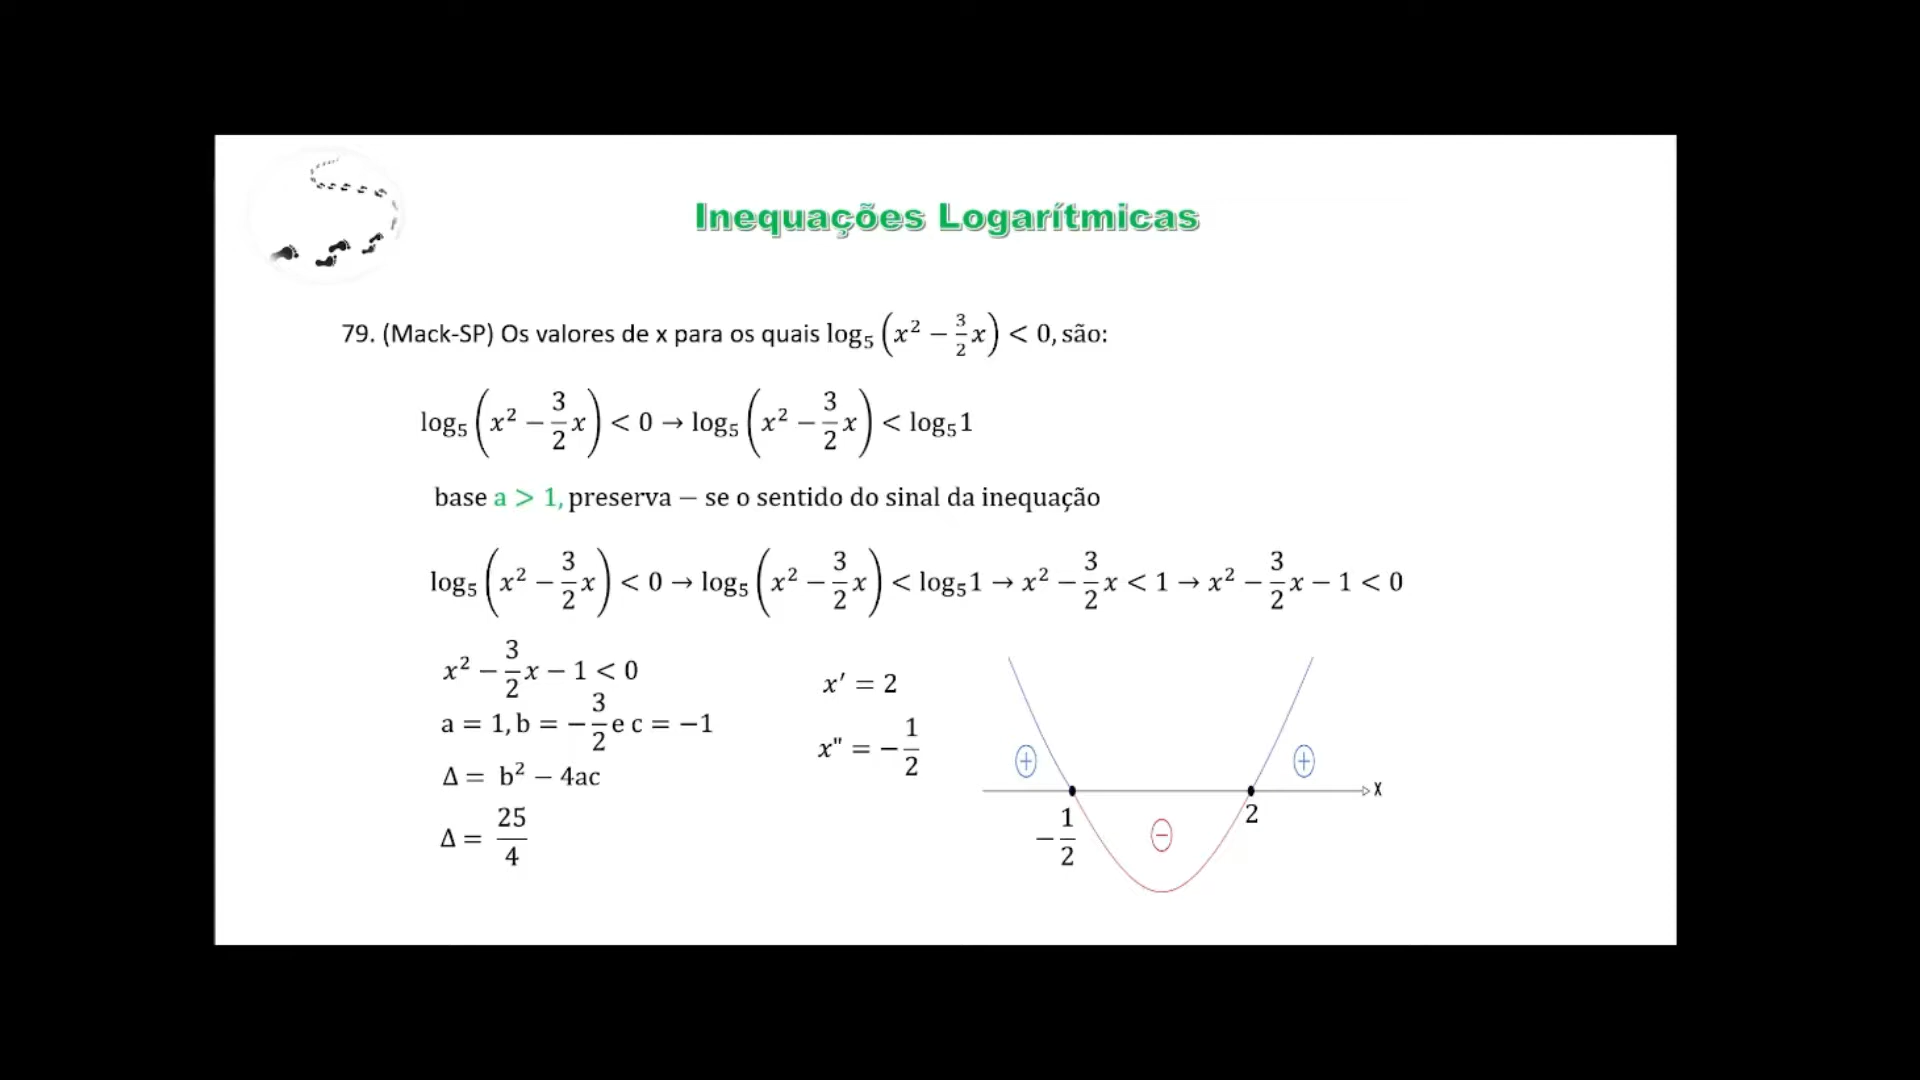 Inequações Logarítmicas
79. (Mack-SP) Os valores de x para os quais log₅(x² − 3/2 x) < 0, são:
log₅(x² − 3/2 x) < 0 → log₅(x² − 3/2 x) < log₅1
base a > 1, preserva − se o sentido do sinal da inequação
log₅(x² − 3/2 x) < 0 → log₅(x² − 3/2 x) < log₅1 → x² − 3/2 x < 1 → x² − 3/2 x − 1 < 0
x² − 3/2 x − 1 < 0
a = 1, b = −3/2 e c = −1
Δ = b² − 4ac
Δ = 25/4
x′ = 2
x" = −1/2
+
+
x
−1/2
2
−